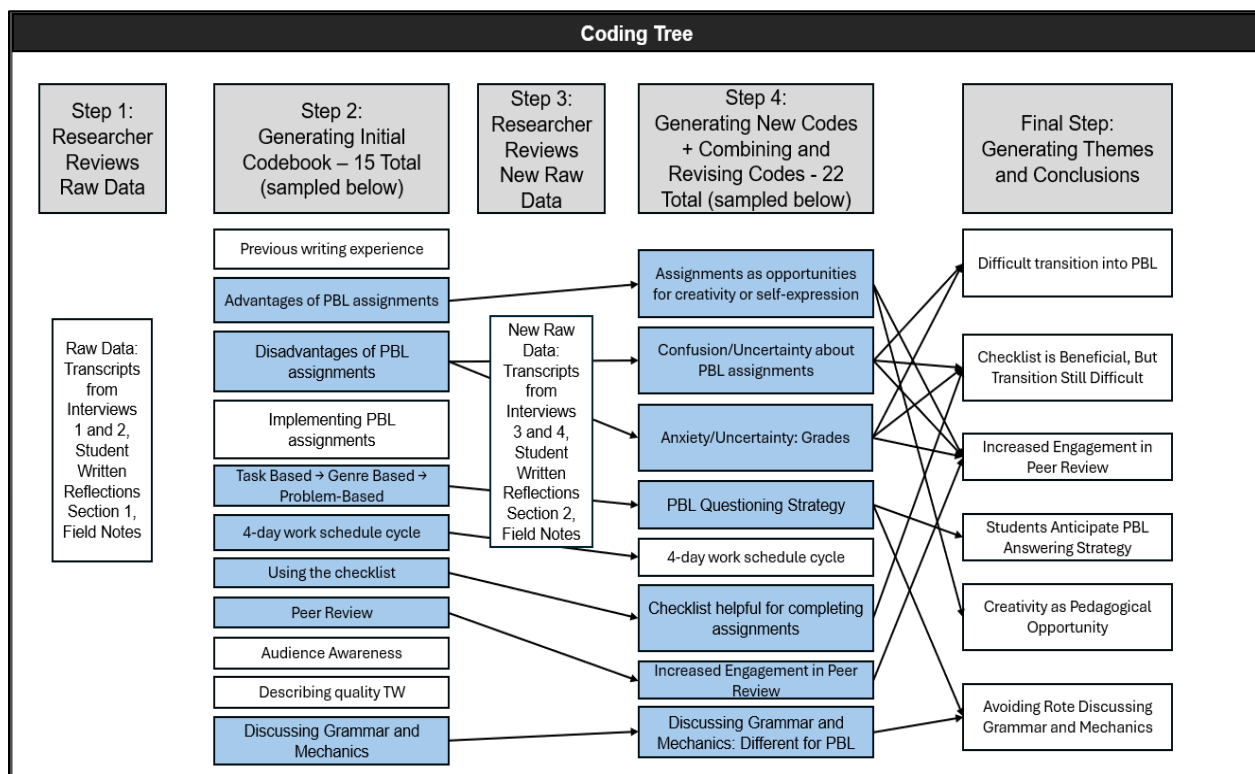 Coding Tree
Step 1:
Researcher
Reviews
Raw Data
Step 2:
Generating Initial
Codebook – 15 Total
(sampled below)
Step 3:
Researcher
Reviews
New Raw
Data
Step 4:
Generating New Codes
+ Combining and
Revising Codes - 22
Total (sampled below)
Final Step:
Generating Themes
and Conclusions
Raw Data:
Transcripts
from
Interviews
1 and 2,
Student
Written
Reflections
Section 1,
Field Notes
Previous writing experience
Advantages of PBL assignments
Disadvantages of PBL
assignments
Implementing PBL
assignments
Task Based → Genre Based →
Problem-Based
4-day work schedule cycle
Using the checklist
Peer Review
Audience Awareness
Describing quality TW
Discussing Grammar and
Mechanics
New Raw
Data:
Transcripts
from
Interviews
3 and 4,
Student
Written
Reflections
Section 2,
Field Notes
Assignments as opportunities
for creativity or self-expression
Confusion/Uncertainty about
PBL assignments
Anxiety/Uncertainty: Grades
PBL Questioning Strategy
4-day work schedule cycle
Checklist helpful for completing
assignments
Increased Engagement in Peer
Review
Discussing Grammar and
Mechanics: Different for PBL
Difficult transition into PBL
Checklist is Beneficial, But
Transition Still Difficult
Increased Engagement in
Peer Review
Students Anticipate PBL
Answering Strategy
Creativity as Pedagogical
Opportunity
Avoiding Rote Discussing
Grammar and Mechanics